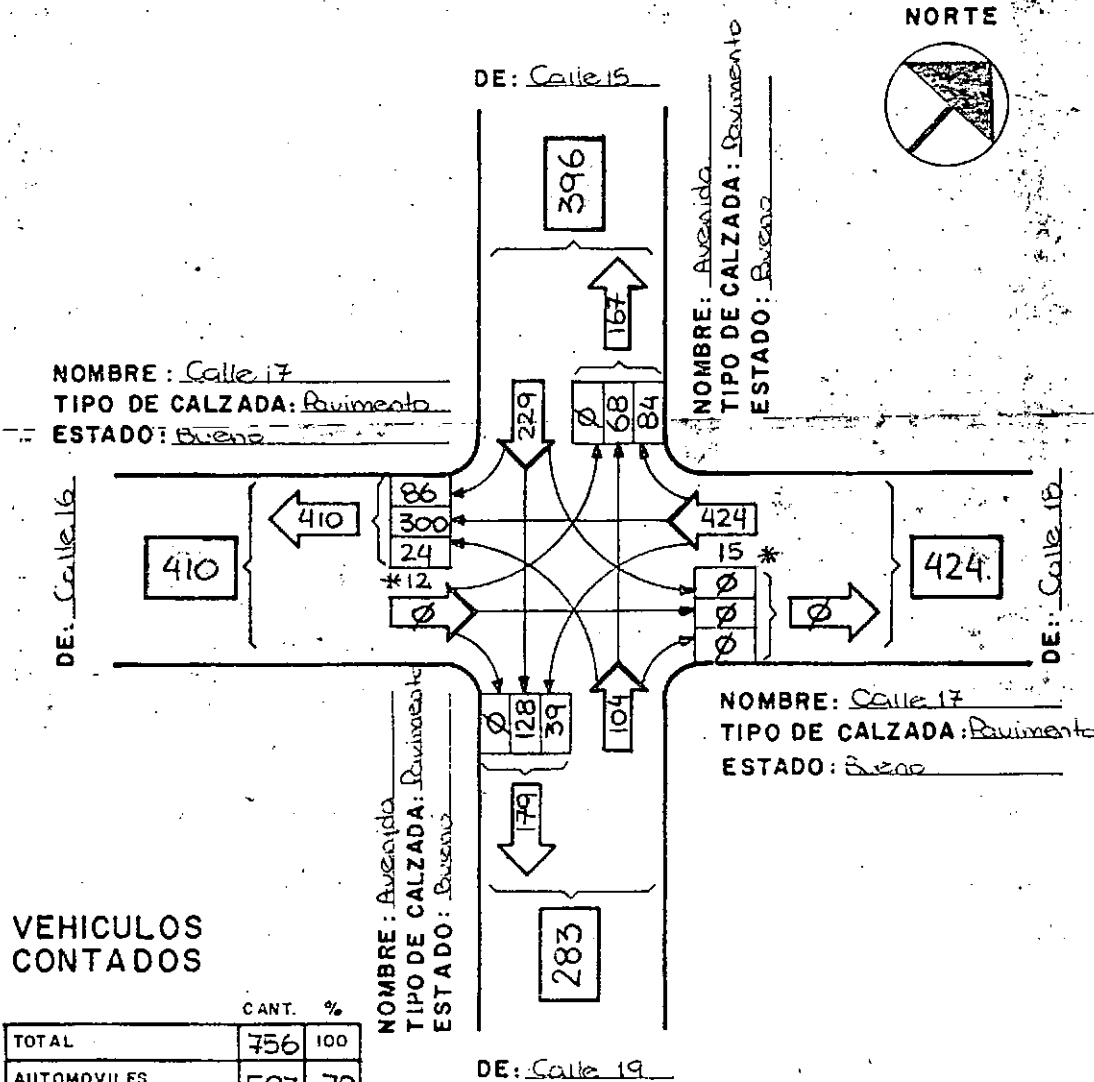 NORTE
DE: Calle 15
396
NOMBRE: Avenida
TIPO DE CALZADA: Pavimento
ESTADO: Bueno
167
NOMBRE: Calle 17
TIPO DE CALZADA: Pavimento
ESTADO: Bueno
229
Ø 68 84
DE: Calle 16
410
410
86
300
24
*12
Ø
424
15 *
Ø
Ø
Ø
Ø
424.
DE: Calle 18
Ø 128 39
104
179
283
NOMBRE: Calle 17
TIPO DE CALZADA: Pavimento
ESTADO: Bueno
NOMBRE: Avenida
TIPO DE CALZADA: Pavimento
ESTADO: Bueno
VEHICULOS
CONTADOS
CANT. %
TOTAL 756 100
AUTOMOVILES
DE: Calle 19